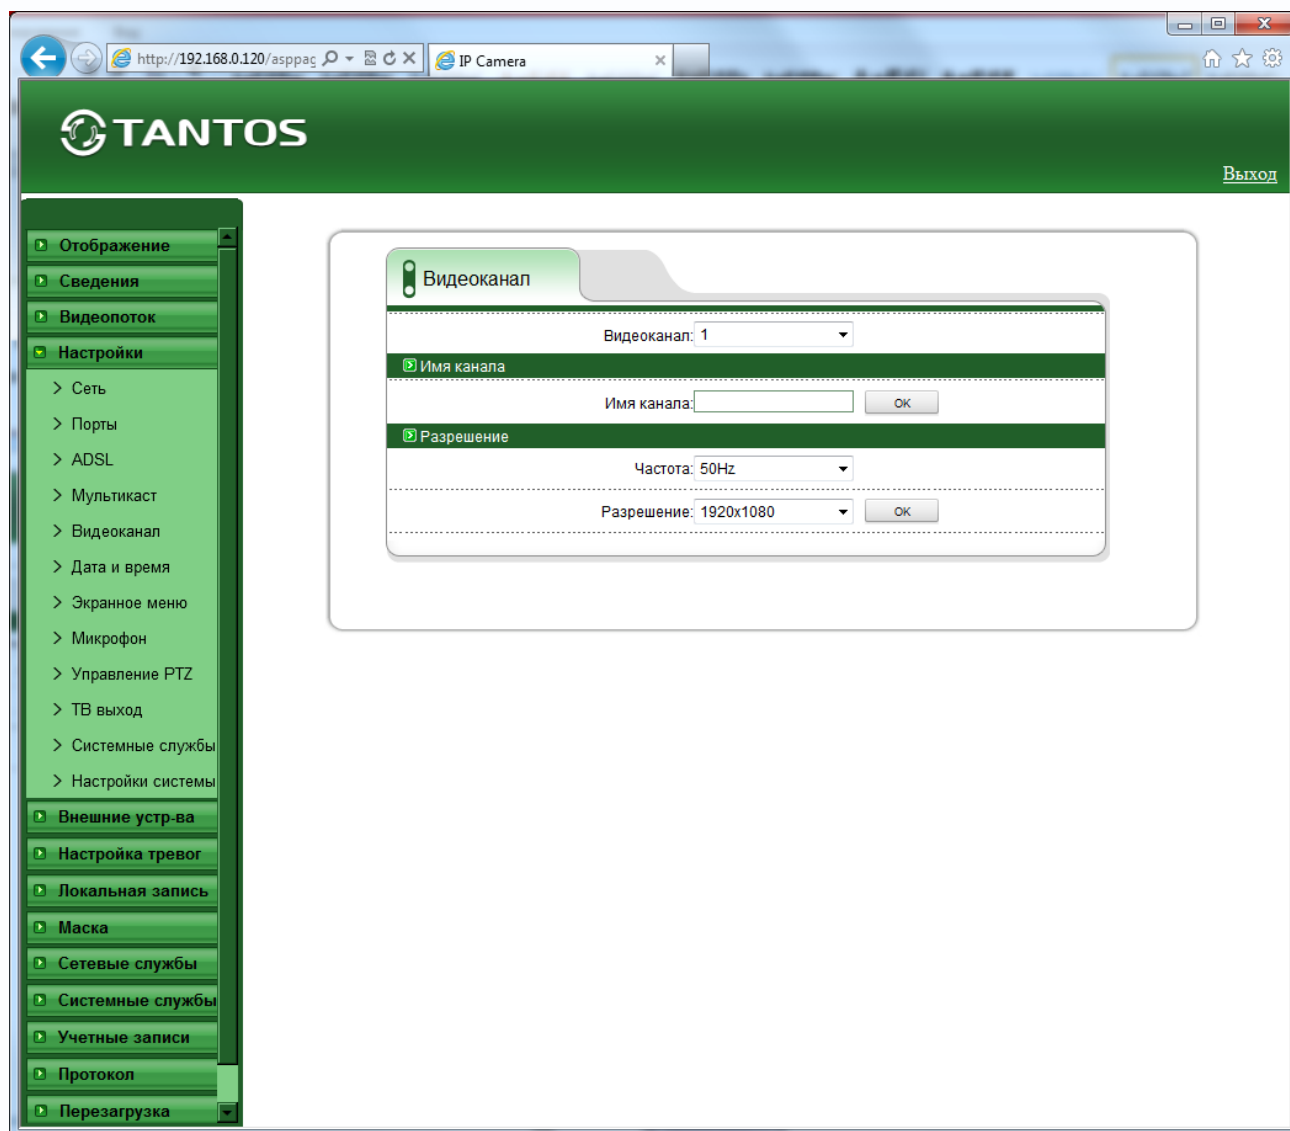 http://192.168.0.120/asppag
IP Camera
TANTOS
Выход
Отображение
Сведения
Видеопоток
Настройки
Сеть
Порты
ADSL
Мультикаст
Видеоканал
Дата и время
Экранное меню
Микрофон
Управление PTZ
ТВ выход
Системные службы
Настройки системы
Внешние устр-ва
Настройка тревог
Локальная запись
Маска
Сетевые службы
Системные службы
Учетные записи
Протокол
Перезагрузка
Видеоканал
Видеоканал: 1
Имя канала
Имя канала: OK
Разрешение
Частота: 50Hz
Разрешение: 1920x1080 OK